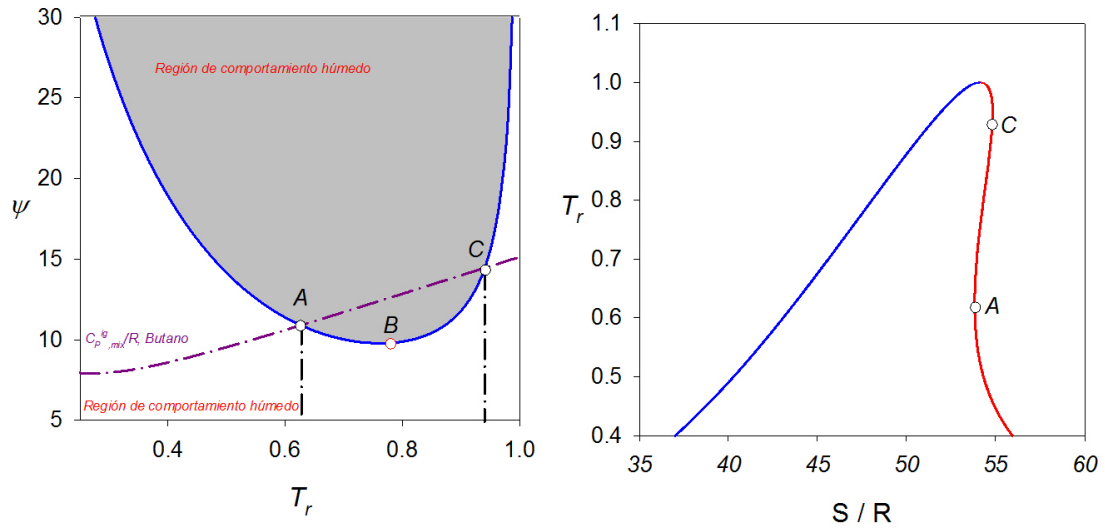 30
25
20
15
10
5
ψ
0.4
0.6
0.8
1.0
T_r
Región de comportamiento húmedo
A
B
C
C_P^ig,mix/R, Butano
Región de comportamiento húmedo
1.1
1.0
0.9
0.8
0.7
0.6
0.5
0.4
T_r
C
A
35
40
45
50
55
60
S / R